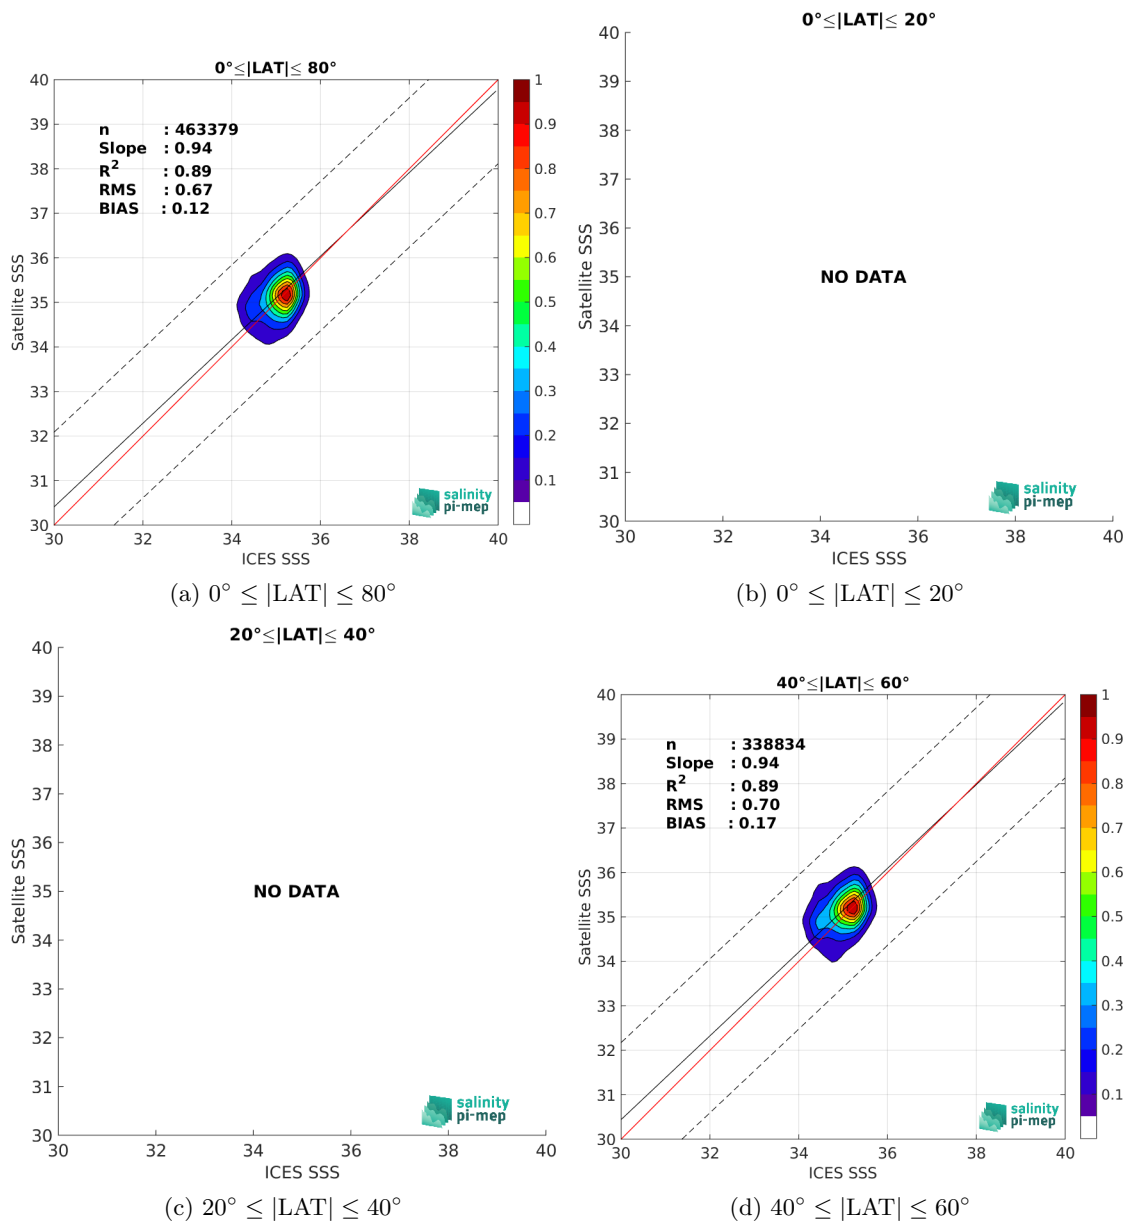 0°≤|LAT|≤ 80°
40
39
38
37
36
35
34
33
32
31
30
30
32
34
36
38
40
Satellite SSS
ICES SSS
n : 463379
Slope : 0.94
R² : 0.89
RMS : 0.67
BIAS : 0.12
1
0.9
0.8
0.7
0.6
0.5
0.4
0.3
0.2
0.1
salinity
pi-mep
(a) 0° ≤ |LAT| ≤ 80°
0°≤|LAT|≤ 20°
40
39
38
37
36
35
34
33
32
31
30
30
32
34
36
38
40
Satellite SSS
ICES SSS
NO DATA
salinity
pi-mep
(b) 0° ≤ |LAT| ≤ 20°
20°≤|LAT|≤ 40°
40
39
38
37
36
35
34
33
32
31
30
30
32
34
36
38
40
Satellite SSS
ICES SSS
NO DATA
salinity
pi-mep
(c) 20° ≤ |LAT| ≤ 40°
40°≤|LAT|≤ 60°
40
39
38
37
36
35
34
33
32
31
30
30
32
34
36
38
40
Satellite SSS
ICES SSS
n : 338834
Slope : 0.94
R² : 0.89
RMS : 0.70
BIAS : 0.17
1
0.9
0.8
0.7
0.6
0.5
0.4
0.3
0.2
0.1
salinity
pi-mep
(d) 40° ≤ |LAT| ≤ 60°